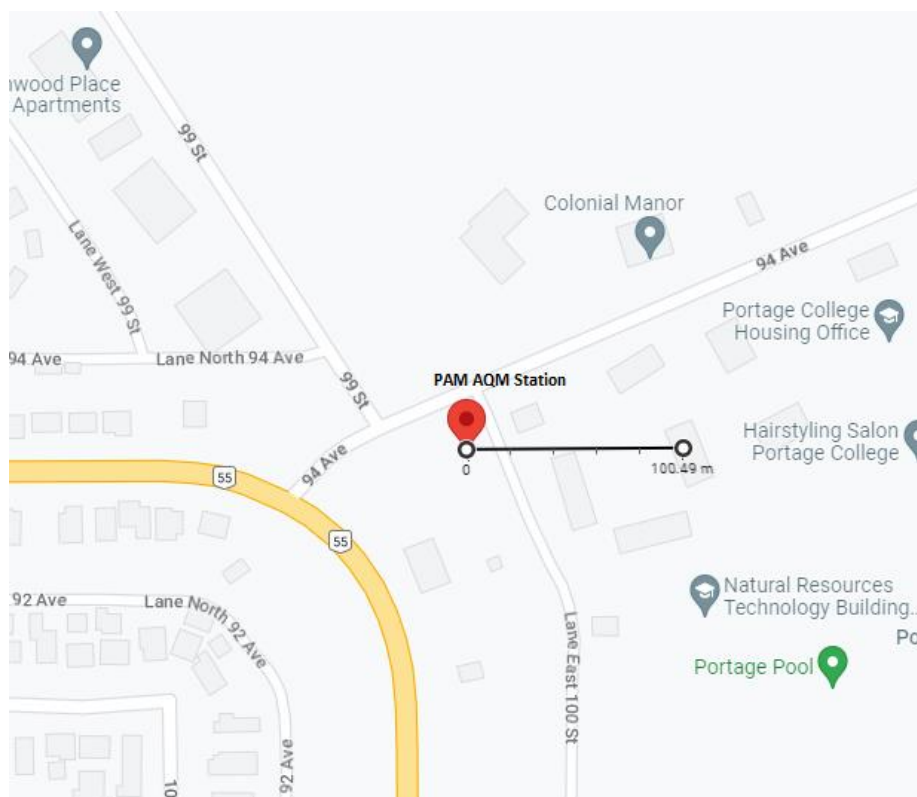 nwood Place
Apartments
99 St
Colonial Manor
94 Ave
Lane West 99 St
Portage College
Housing Office
94 Ave
Lane North 94 Ave
99 St
PAM AQM Station
Hairstyling Salon
Portage College
94 Ave
0
100.49 m
55
55
92 Ave
Lane North 92 Ave
Natural Resources
Technology Building...
Po
Portage Pool
Lane East 100 St
92 Ave
10